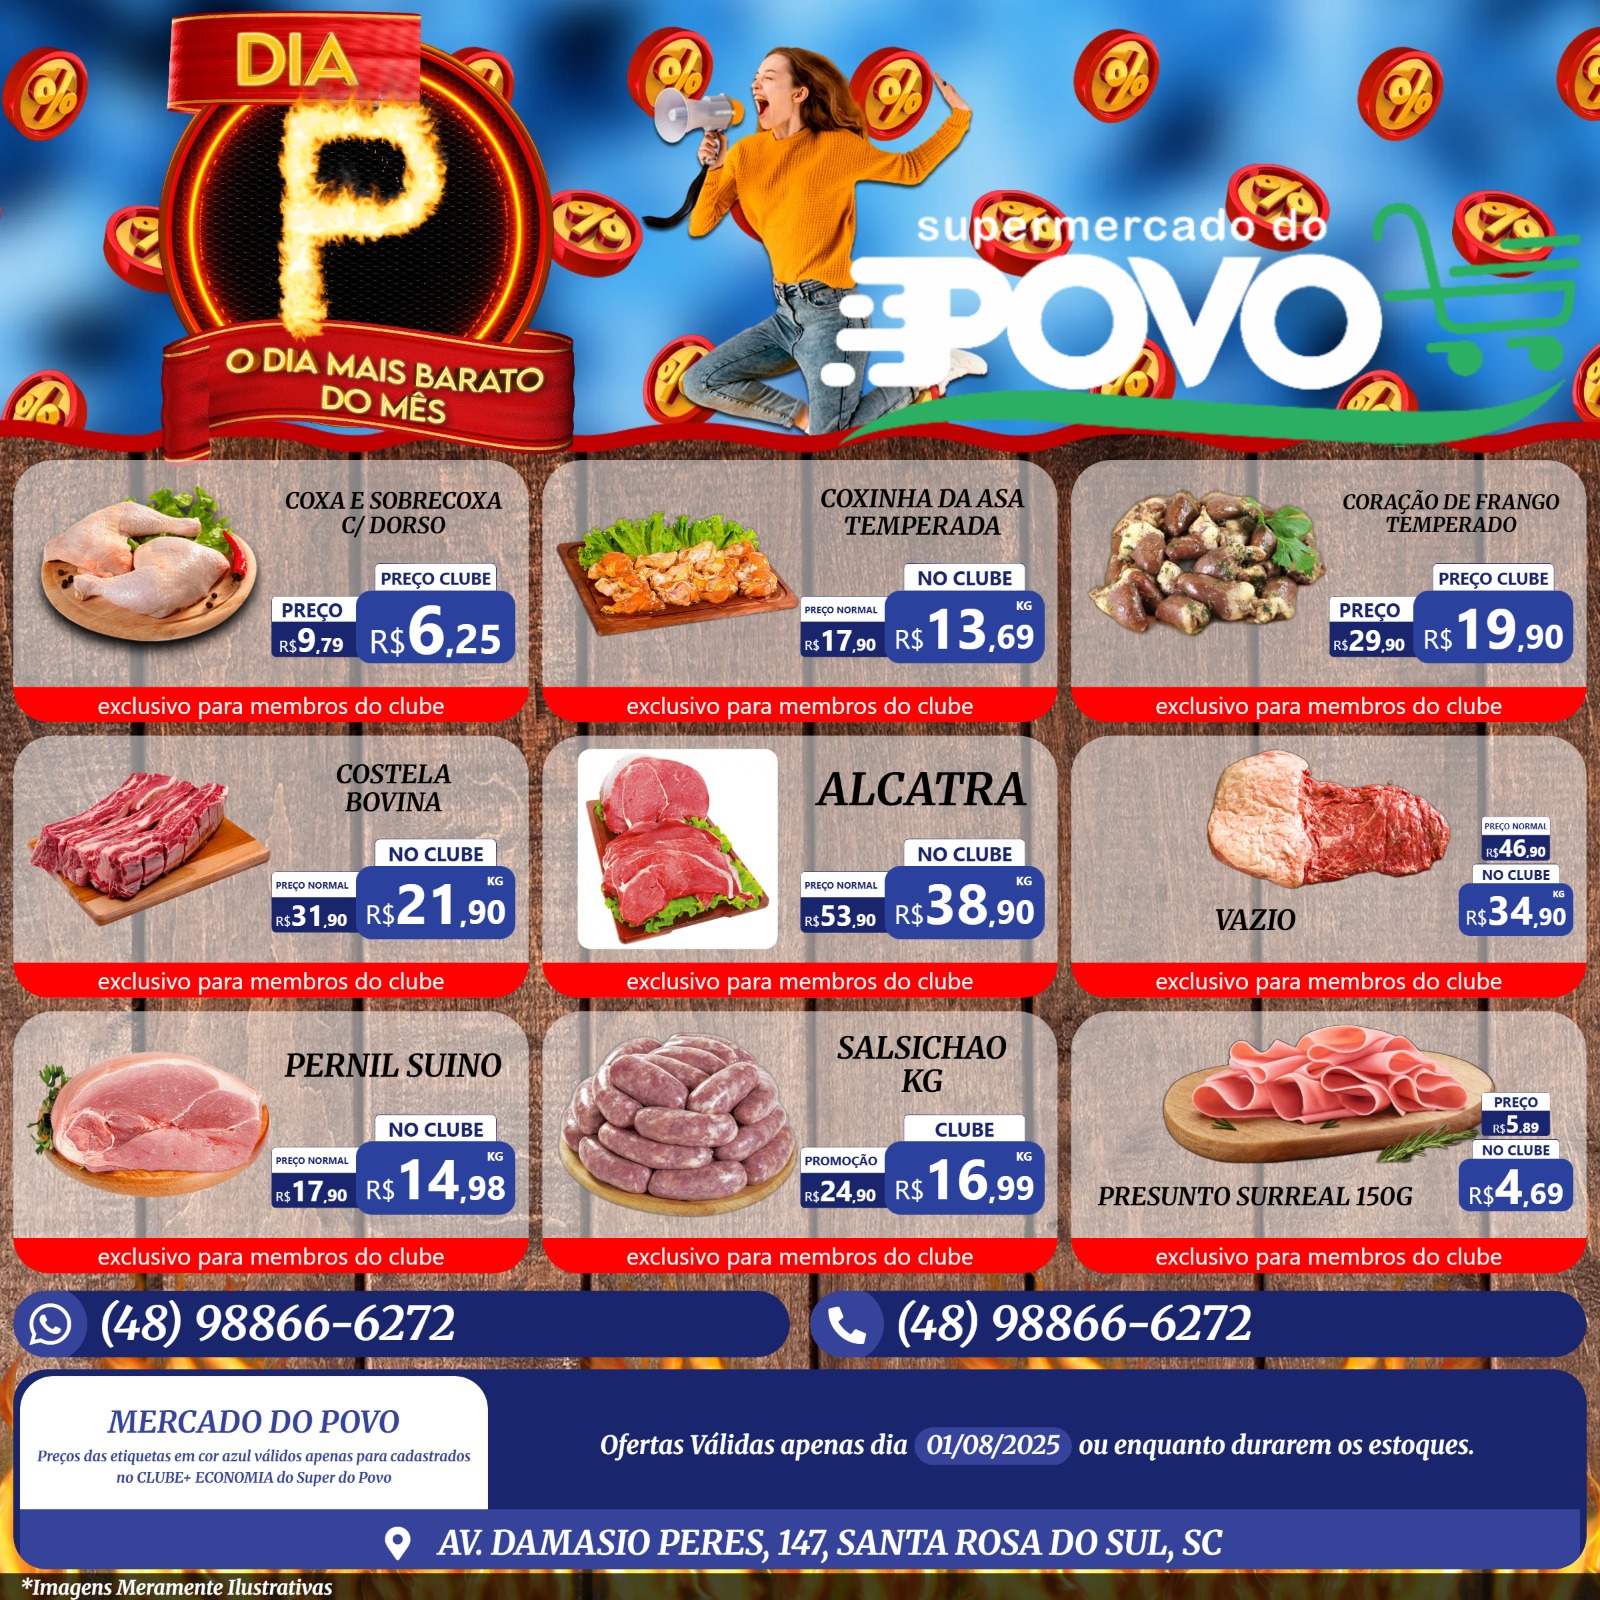 DIA
P
O DIA MAIS BARATO
DO MÊS
supermercado do
POVO
COXA E SOBRECOXA
C/ DORSO
PREÇO CLUBE
PREÇO
R$9,79
R$6,25
exclusivo para membros do clube
COXINHA DA ASA
TEMPERADA
NO CLUBE
PREÇO NORMAL
R$17,90
KG
R$13,69
exclusivo para membros do clube
CORAÇÃO DE FRANGO
TEMPERADO
PREÇO CLUBE
PREÇO
R$29,90
R$19,90
exclusivo para membros do clube
COSTELA
BOVINA
NO CLUBE
PREÇO NORMAL
R$31,90
KG
R$21,90
exclusivo para membros do clube
ALCATRA
NO CLUBE
PREÇO NORMAL
R$53,90
KG
R$38,90
exclusivo para membros do clube
PREÇO NORMAL
R$46,90
NO CLUBE
KG
R$34,90
VAZIO
exclusivo para membros do clube
PERNIL SUINO
NO CLUBE
PREÇO NORMAL
R$17,90
KG
R$14,98
exclusivo para membros do clube
SALSICHAO
KG
CLUBE
PROMOÇÃO
R$24,90
KG
R$16,99
exclusivo para membros do clube
PREÇO
R$5,89
NO CLUBE
R$4,69
PRESUNTO SURREAL 150G
exclusivo para membros do clube
(48) 98866-6272
(48) 98866-6272
MERCADO DO POVO
Preços das etiquetas em cor azul válidos apenas para cadastrados
no CLUBE+ ECONOMIA do Super do Povo
Ofertas Válidas apenas dia 01/08/2025 ou enquanto durarem os estoques.
AV. DAMASIO PERES, 147, SANTA ROSA DO SUL, SC
*Imagens Meramente Ilustrativas